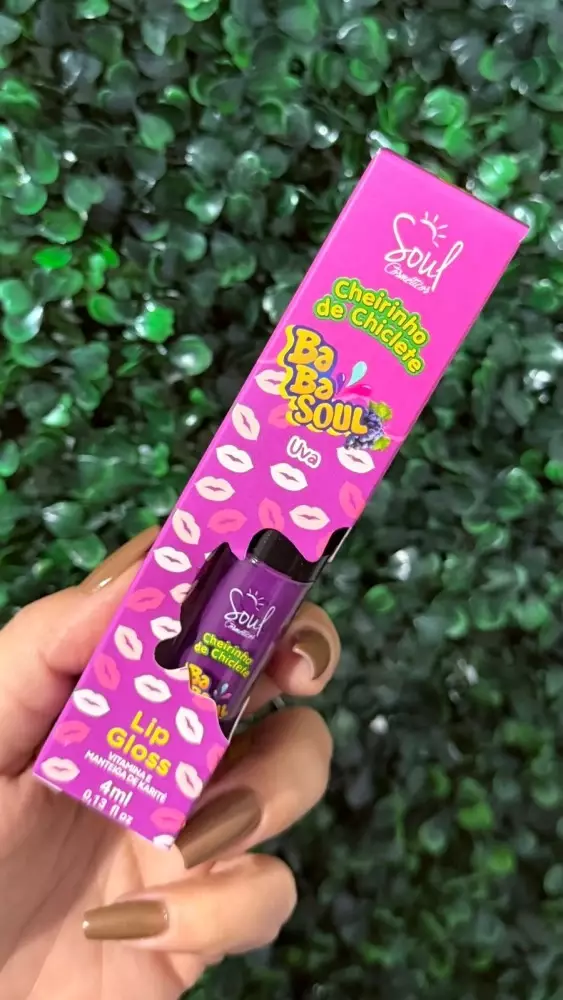 Soul
Cosméticos
Cheirinho
de Chiclete
Ba
Ba
SOUL
Uva
Soul
Cosméticos
Cheirinho
de Chiclete
Ba
Lip
Gloss
VITAMINA E
MANTEIGA DE KARITÉ
4ml
0,13 fl oz